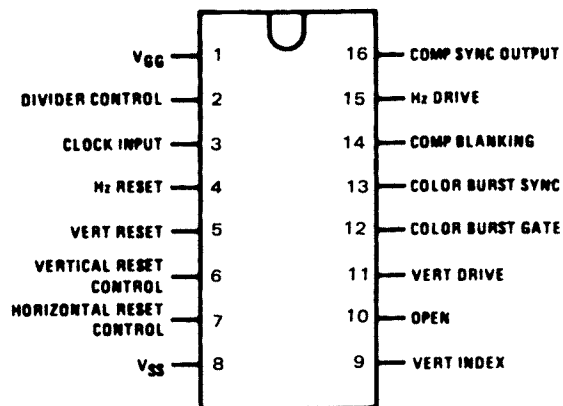 V_GG 1 16 COMP SYNC OUTPUT
DIVIDER CONTROL 2 15 Hz DRIVE
CLOCK INPUT 3 14 COMP BLANKING
Hz RESET 4 13 COLOR BURST SYNC
VERT RESET 5 12 COLOR BURST GATE
VERTICAL RESET
CONTROL 6 11 VERT DRIVE
HORIZONTAL RESET
CONTROL 7 10 OPEN
V_SS 8 9 VERT INDEX